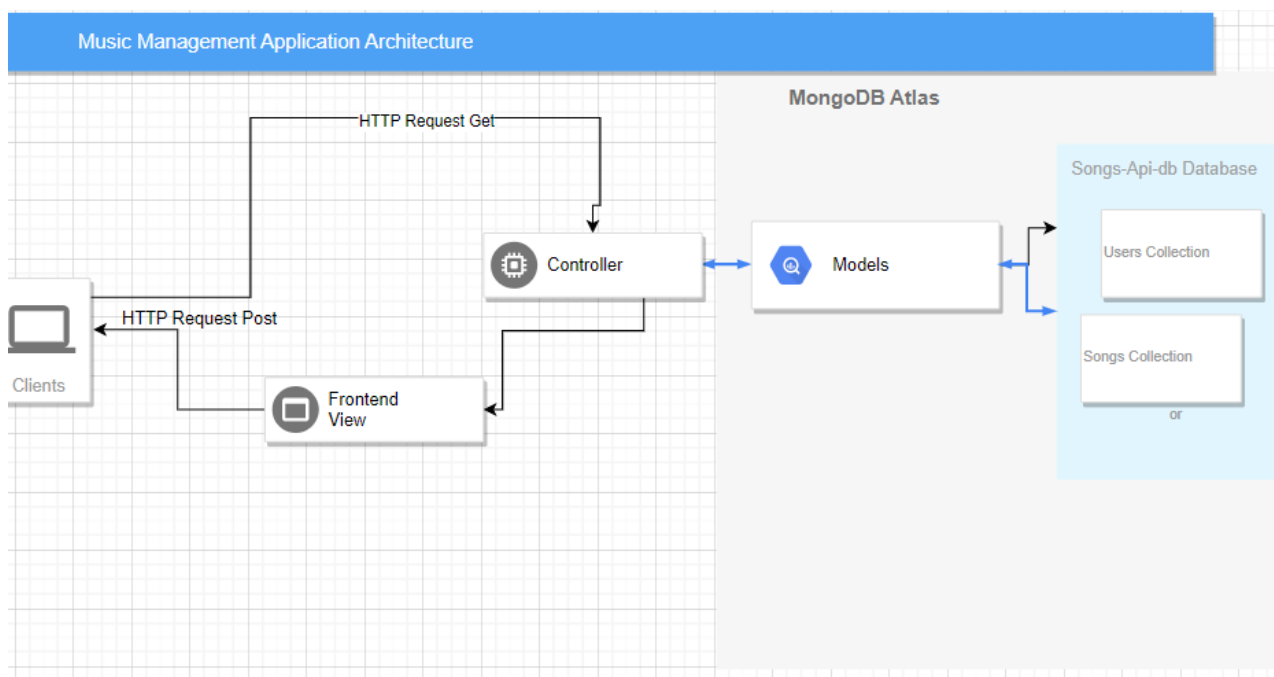 Music Management Application Architecture
MongoDB Atlas
HTTP Request Get
Songs-Api-db Database
Users Collection
Controller
Models
HTTP Request Post
Songs Collection
Clients
Frontend
View
or